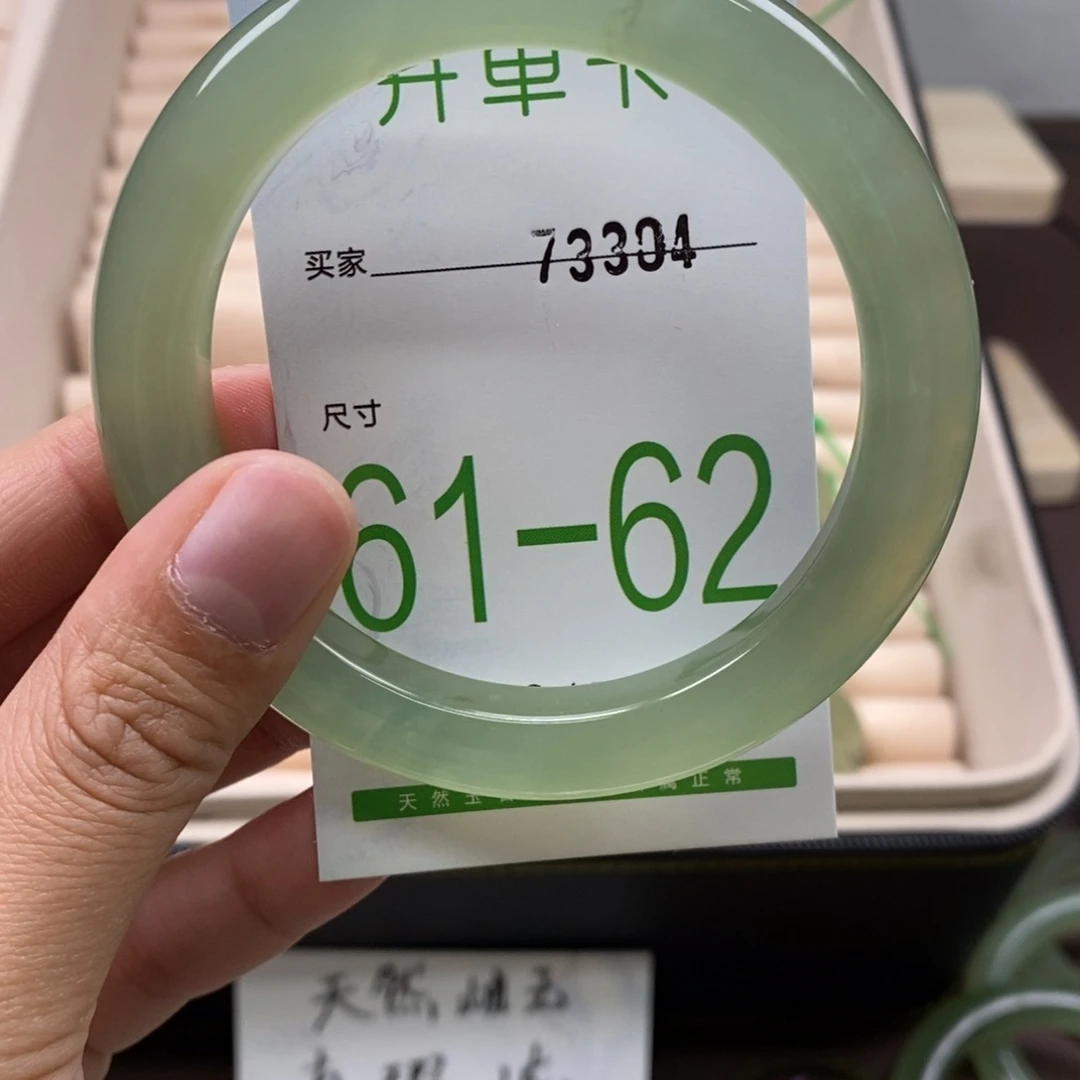 开单卡
买家 73304
尺寸
61-62
天然玉 属正常
天然岫玉